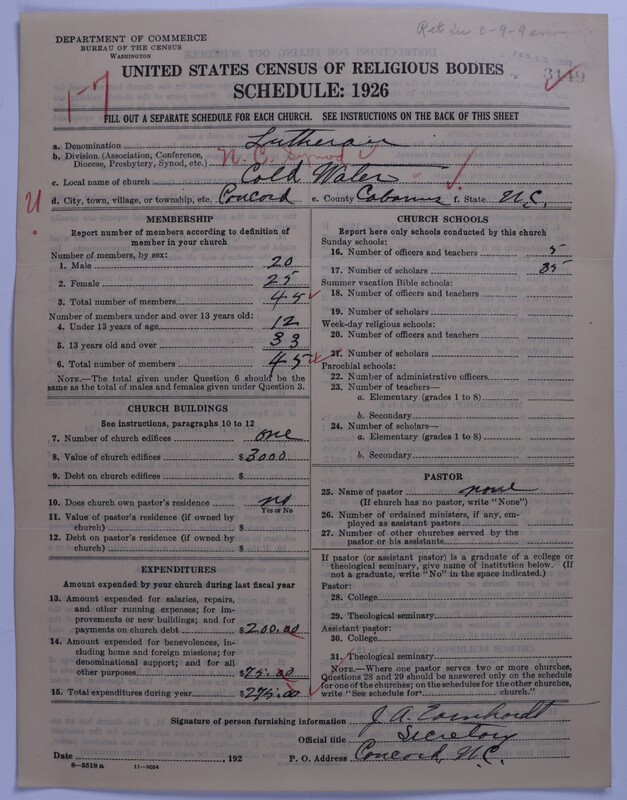 DEPARTMENT OF COMMERCE
BUREAU OF THE CENSUS
WASHINGTON
3149
UNITED STATES CENSUS OF RELIGIOUS BODIES
SCHEDULE: 1926
FILL OUT A SEPARATE SCHEDULE FOR EACH CHURCH. SEE INSTRUCTIONS ON THE BACK OF THIS SHEET
a. Denomination Lutheran
b. Division (Association, Conference, Diocese, Presbytery, Synod, etc.) N.C. Synod
c. Local name of church Cold Water
d. City, town, village, or township, etc. Concord e. County Cabarrus f. State N.C.
MEMBERSHIP
Report number of members according to definition of
member in your church
Number of members, by sex:
1. Male 20
2. Female 25
3. Total number of members 45
Number of members under and over 13 years old:
4. Under 13 years of age 12
5. 13 years old and over 33
6. Total number of members 45
NOTE.—The total given under Question 6 should be the
same as the total of males and females given under Question 3.
CHURCH BUILDINGS
See instructions, paragraphs 10 to 12
7. Number of church edifices one
8. Value of church edifices $3000
9. Debt on church edifices $
10. Does church own pastor's residence no
Yes or No
11. Value of pastor's residence (if owned by
church) $
12. Debt on pastor's residence (if owned by
church) $
EXPENDITURES
Amount expended by your church during last fiscal year
13. Amount expended for salaries, repairs,
and other running expenses; for im-
provements or new buildings; and for
payments on church debt $200.00
14. Amount expended for benevolences, in-
cluding home and foreign missions; for
denominational support; and for all
other purposes $75.00
15. Total expenditures during year $275.00
CHURCH SCHOOLS
Report here only schools conducted by this church
Sunday schools:
16. Number of officers and teachers 5
17. Number of scholars 35
Summer vacation Bible schools:
18. Number of officers and teachers
19. Number of scholars
Week-day religious schools:
20. Number of officers and teachers
21. Number of scholars
Parochial schools:
22. Number of administrative officers
23. Number of teachers—
a. Elementary (grades 1 to 8)
b. Secondary
24. Number of scholars—
a. Elementary (grades 1 to 8)
b. Secondary
PASTOR
25. Name of pastor none
(If church has no pastor, write "None")
26. Number of ordained ministers, if any, em-
ployed as assistant pastors
27. Number of other churches served by the
pastor or his assistants
If pastor (or assistant pastor) is a graduate of a college or
theological seminary, give name of institution below. (If
not a graduate, write "No" in the space indicated.)
Pastor:
28. College
29. Theological seminary
Assistant pastor:
30. College
31. Theological seminary
NOTE.—Where one pastor serves two or more churches,
Questions 28 and 29 should be answered only on the schedule
for one of the churches; on the schedules for the other churches,
write "See schedule for church."
Signature of person furnishing information J. A. Earnhardt
Official title Secretary
Date , 192 P. O. Address Concord, N.C.
8—5518 a 11—9054